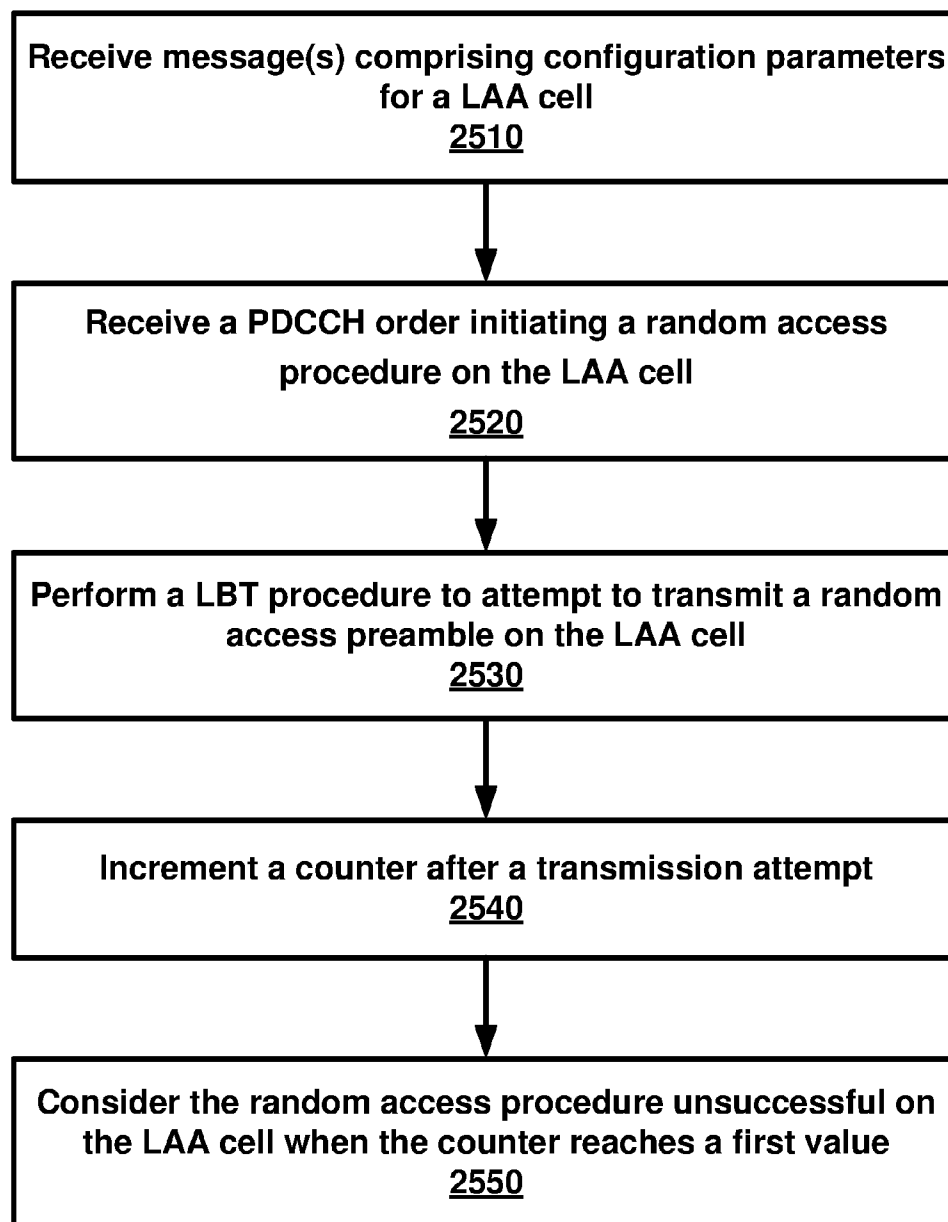 Receive message(s) comprising configuration parameters
for a LAA cell
2510
Receive a PDCCH order initiating a random access
procedure on the LAA cell
2520
Perform a LBT procedure to attempt to transmit a random
access preamble on the LAA cell
2530
Increment a counter after a transmission attempt
2540
Consider the random access procedure unsuccessful on
the LAA cell when the counter reaches a first value
2550